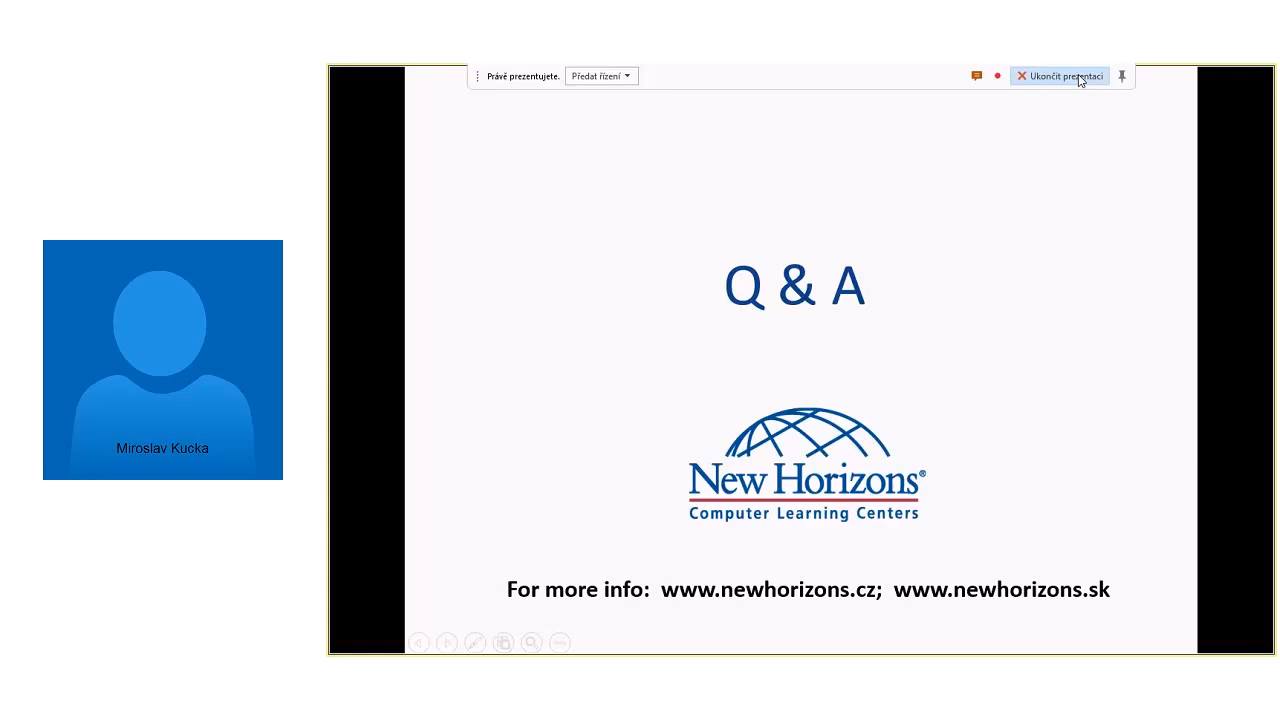 Právě prezentujete. Předat řízení
Ukončit prezentaci
Q & A
Miroslav Kucka
New Horizons®
Computer Learning Centers
For more info: www.newhorizons.cz; www.newhorizons.sk